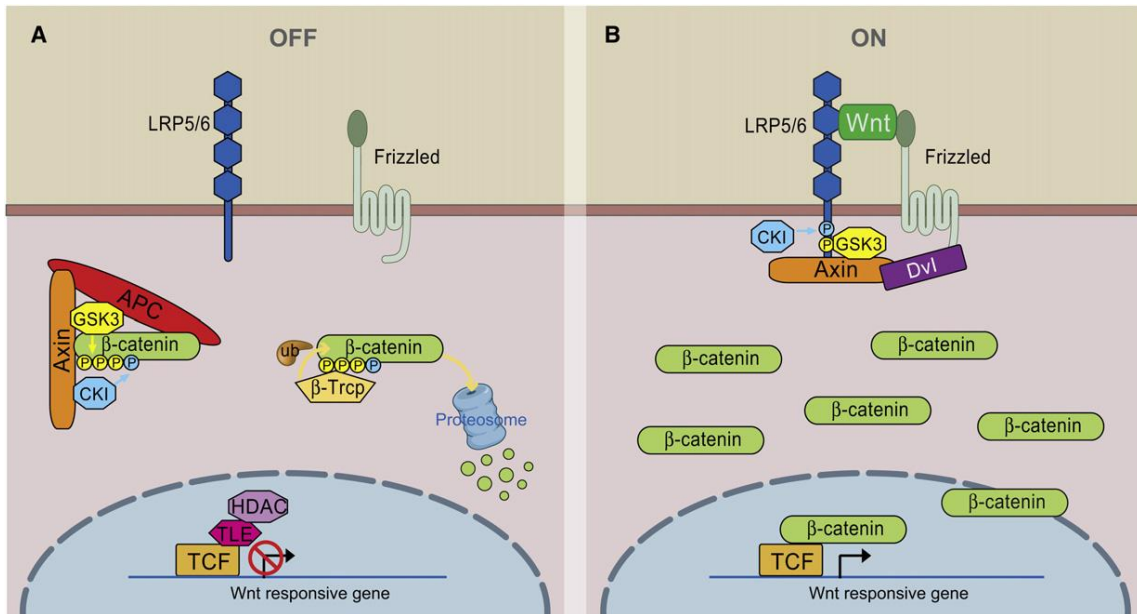 A
OFF
LRP5/6
Frizzled
APC
Axin
GSK3
β-catenin
P P P P
CKI
ub
β-catenin
P P P P
β-Trcp
Proteosome
HDAC
TLE
TCF
Wnt responsive gene
B
ON
LRP5/6
Wnt
Frizzled
CKI
P
P
GSK3
Axin
Dvl
β-catenin
β-catenin
β-catenin
β-catenin
β-catenin
β-catenin
β-catenin
TCF
Wnt responsive gene